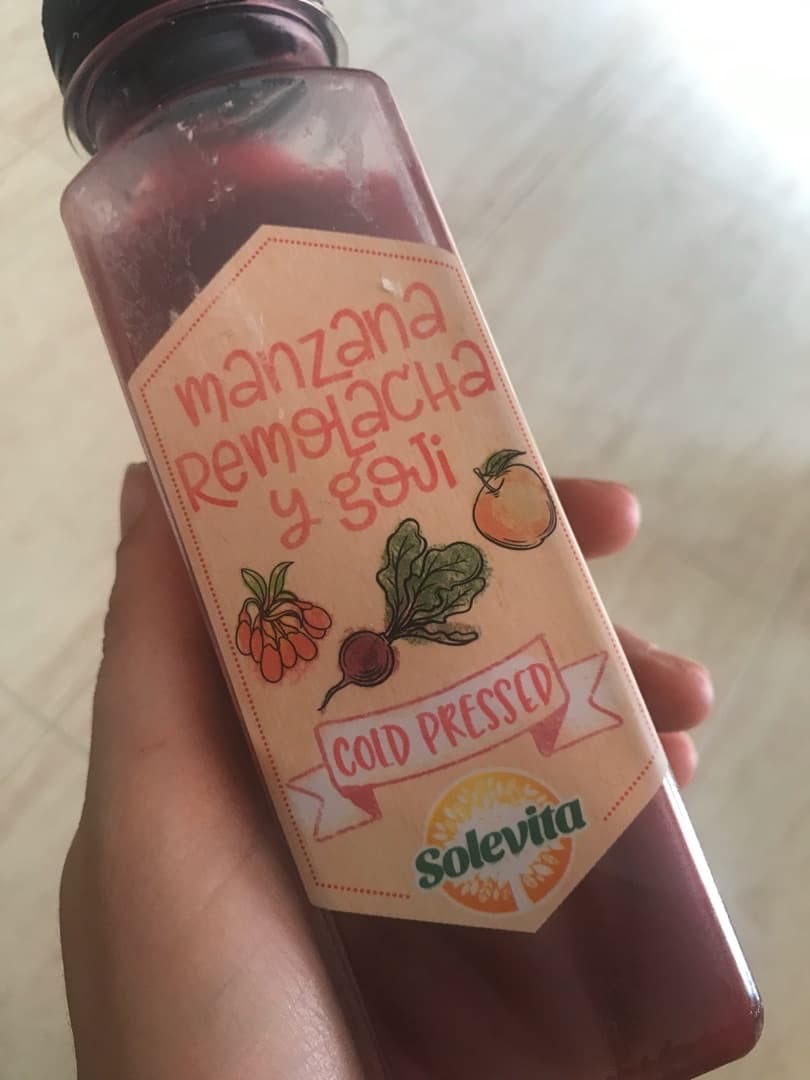 manzana
Remolacha
y goji
COLD PRESSED
Solevita